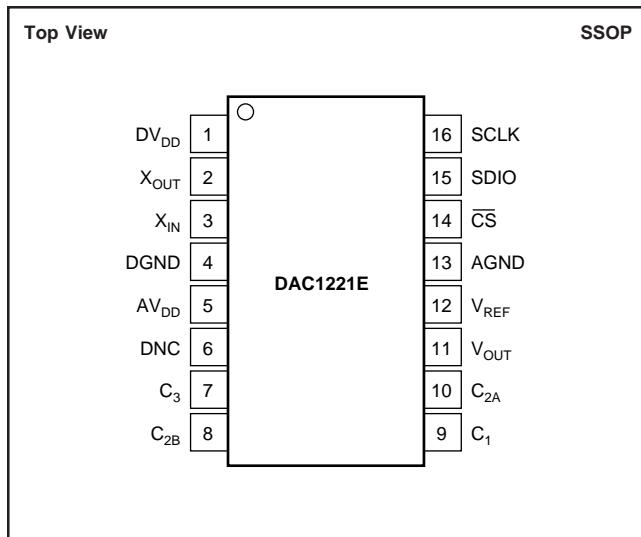 Top View SSOP
DV_DD 1 16 SCLK
X_OUT 2 15 SDIO
X_IN 3 14 C̅S̅
DGND 4 13 AGND
DAC1221E
AV_DD 5 12 V_REF
DNC 6 11 V_OUT
C_3 7 10 C_2A
C_2B 8 9 C_1